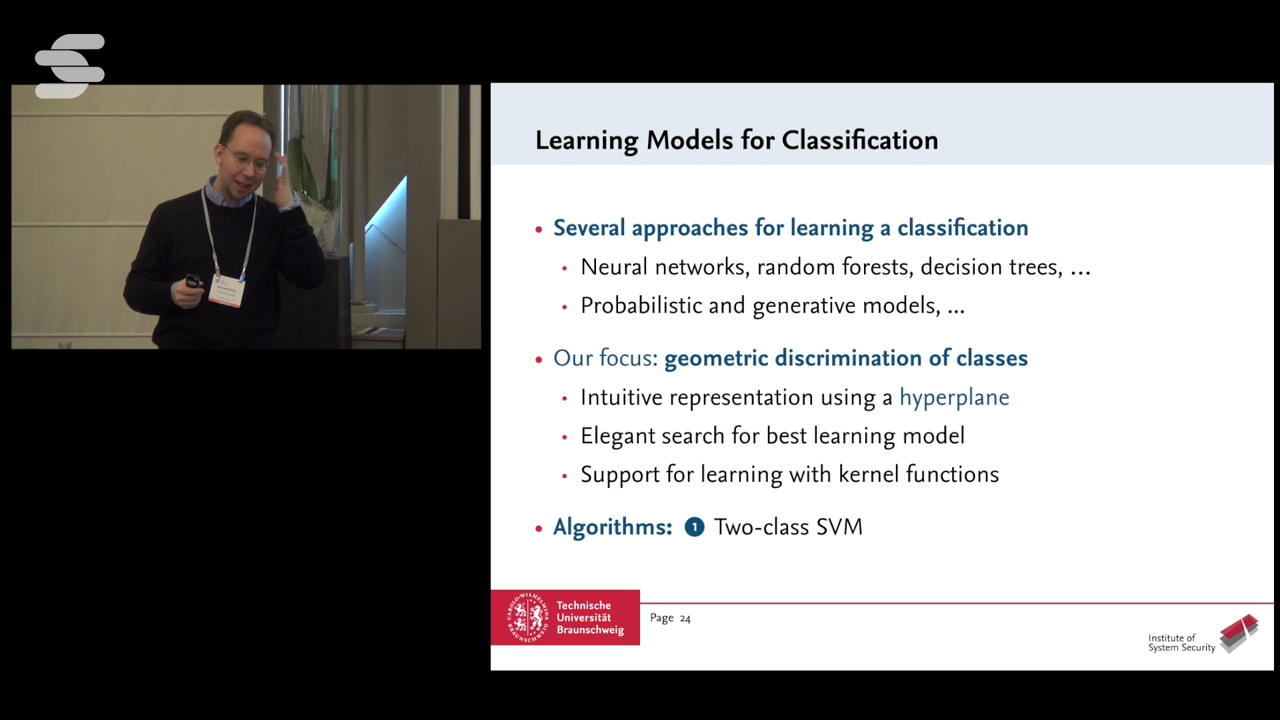 Learning Models for Classification
• Several approaches for learning a classification
• Neural networks, random forests, decision trees, …
• Probabilistic and generative models, ...
• Our focus: geometric discrimination of classes
• Intuitive representation using a hyperplane
• Elegant search for best learning model
• Support for learning with kernel functions
• Algorithms: 1 Two-class SVM
Technische
Universität
Braunschweig
Page 24
Institute of
System Security